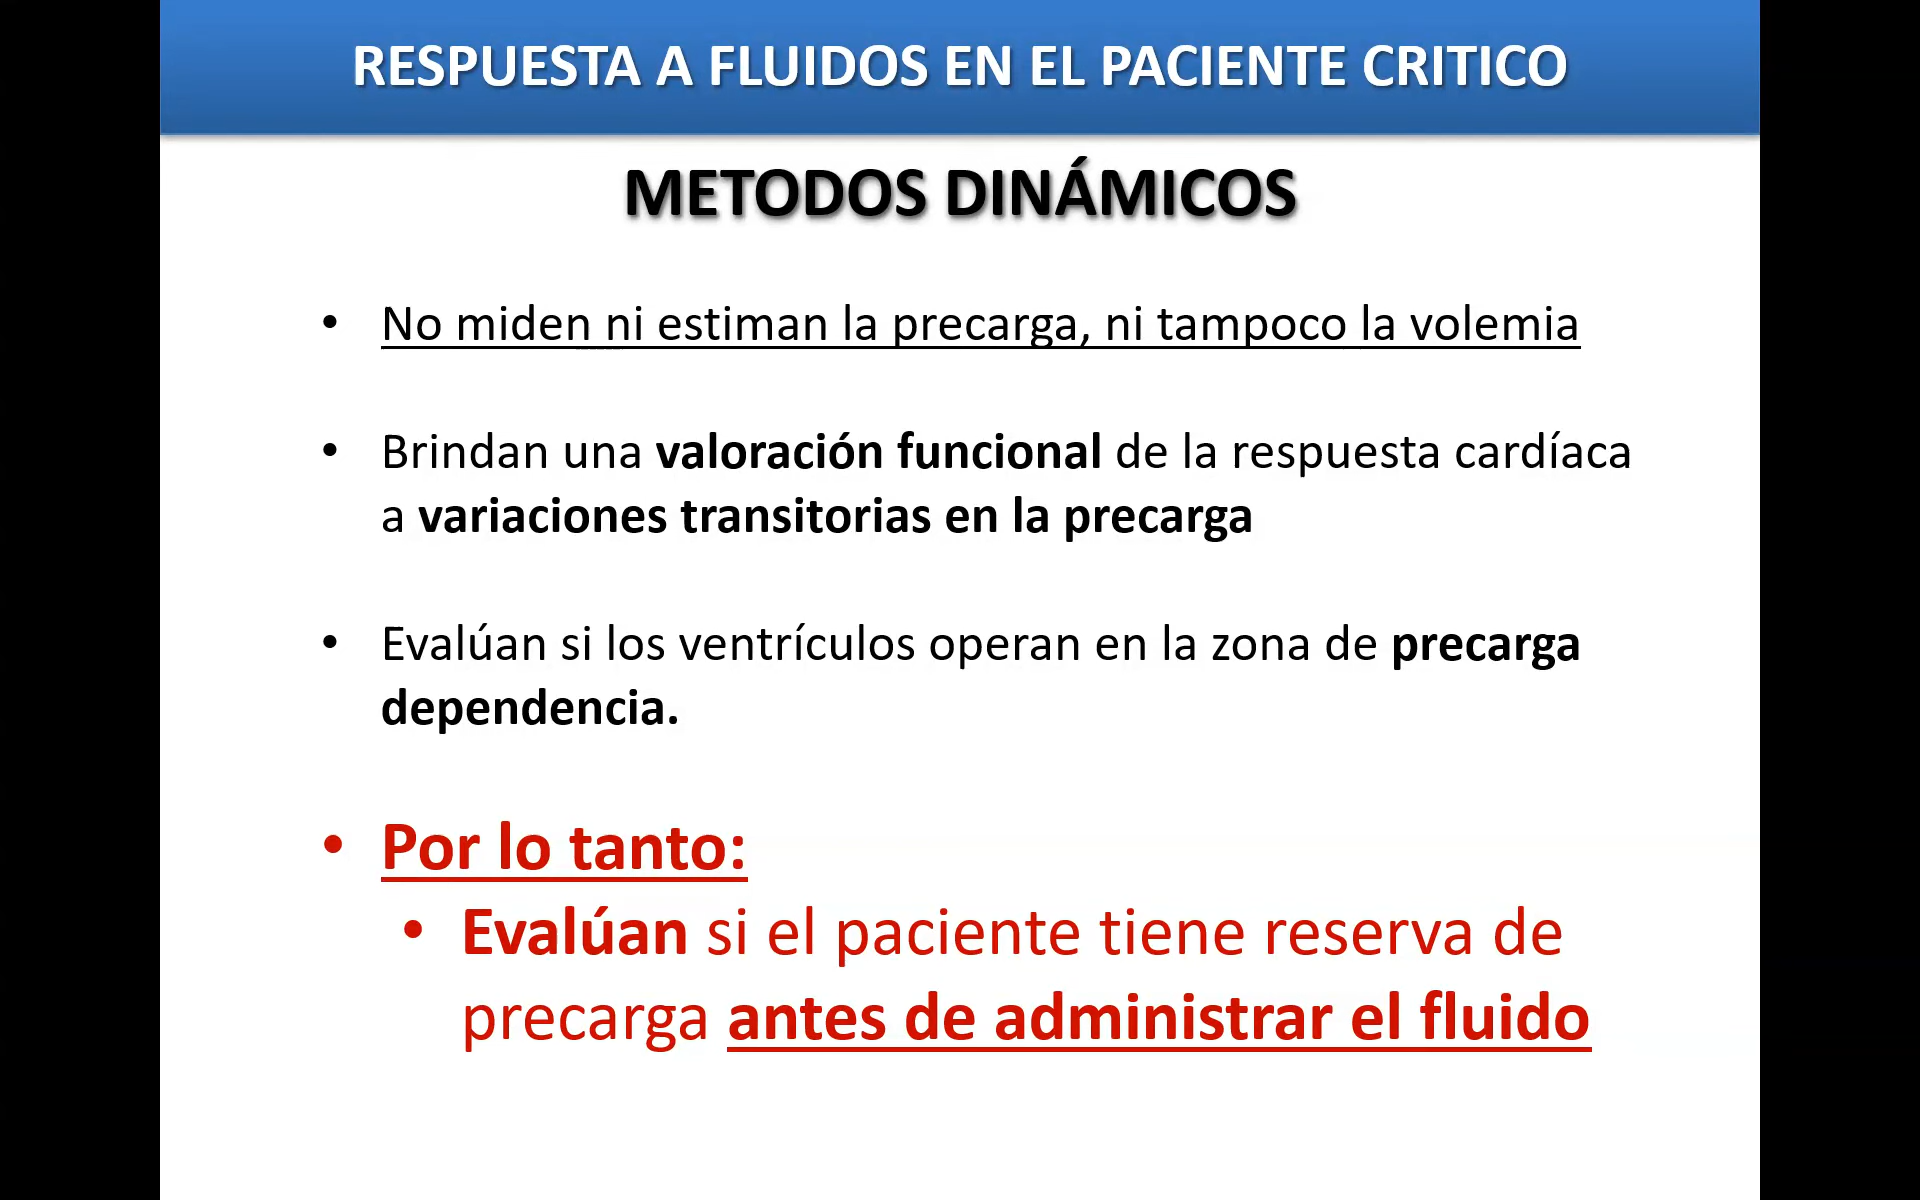 RESPUESTA A FLUIDOS EN EL PACIENTE CRITICO
METODOS DINÁMICOS
• No miden ni estiman la precarga, ni tampoco la volemia
• Brindan una valoración funcional de la respuesta cardíaca
a variaciones transitorias en la precarga
• Evalúan si los ventrículos operan en la zona de precarga
dependencia.
• Por lo tanto:
• Evalúan si el paciente tiene reserva de
precarga antes de administrar el fluido